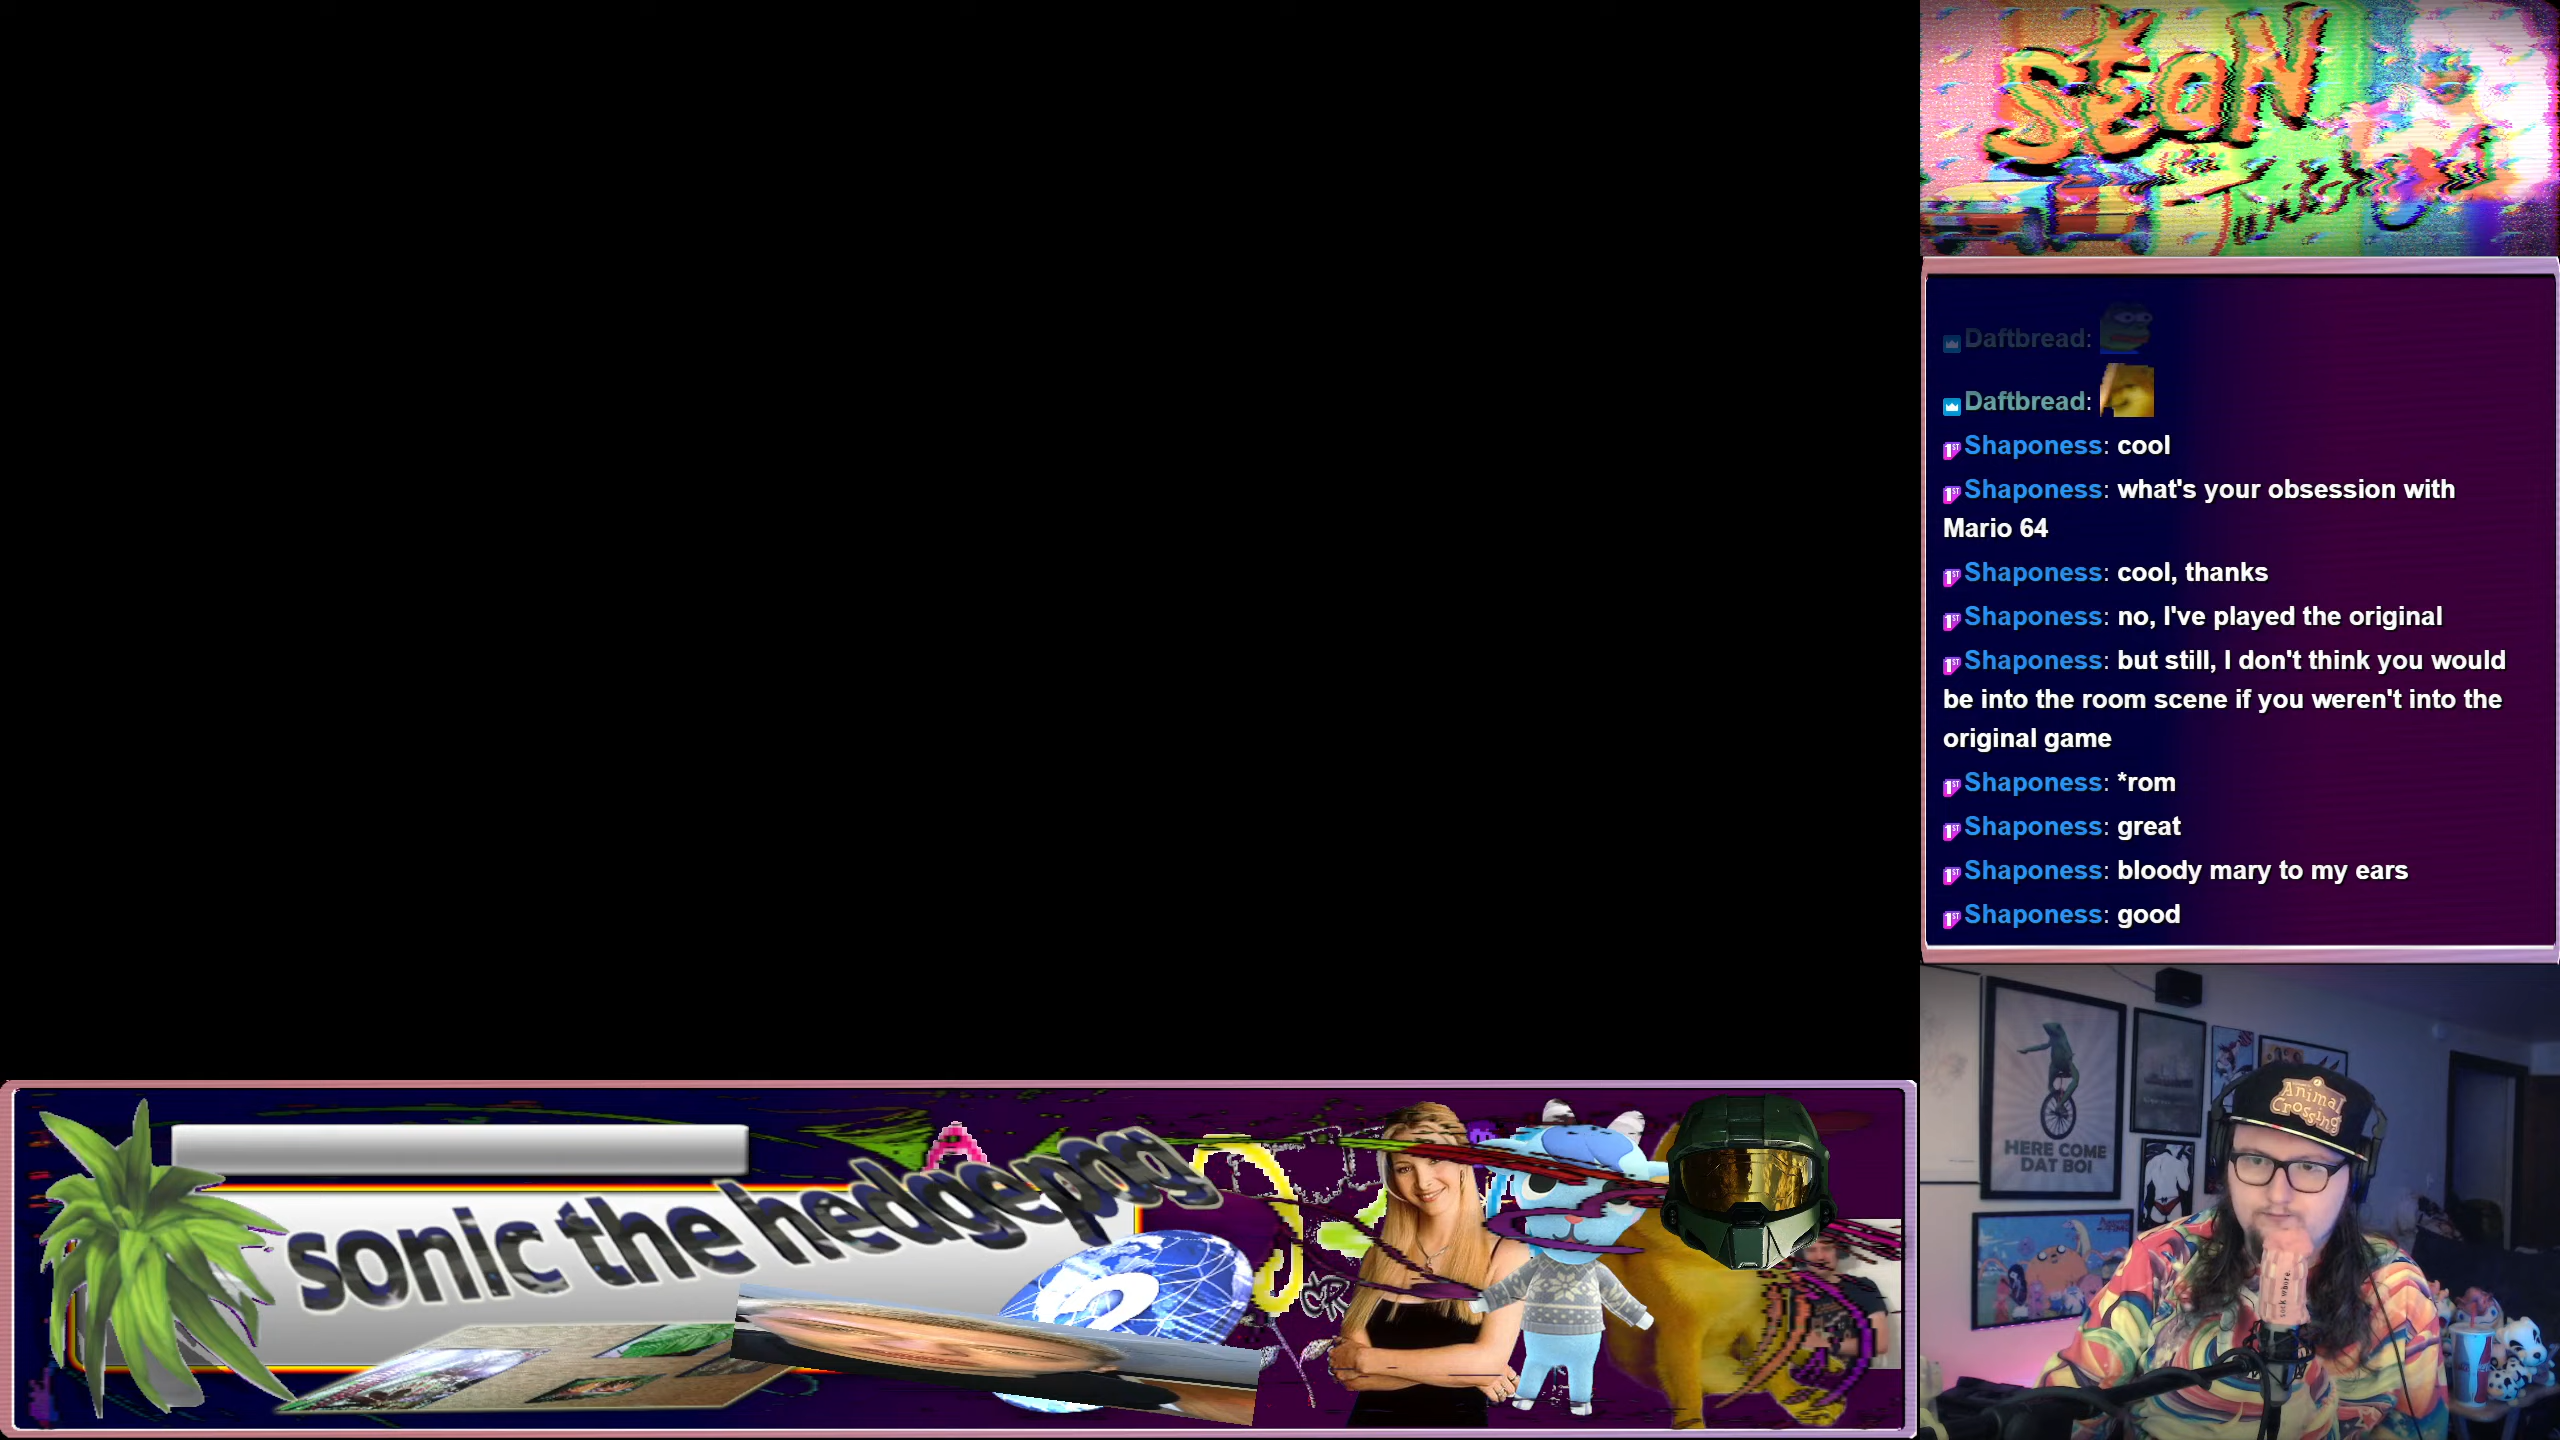 SEAN
Daftbread:
Daftbread:
Shaponess: cool
Shaponess: what's your obsession with
Mario 64
Shaponess: cool, thanks
Shaponess: no, I've played the original
Shaponess: but still, I don't think you would
be into the room scene if you weren't into the
original game
Shaponess: *rom
Shaponess: great
Shaponess: bloody mary to my ears
Shaponess: good
HERE COME
DAT BOI
Animal
Crossing
sonic the hedgepog